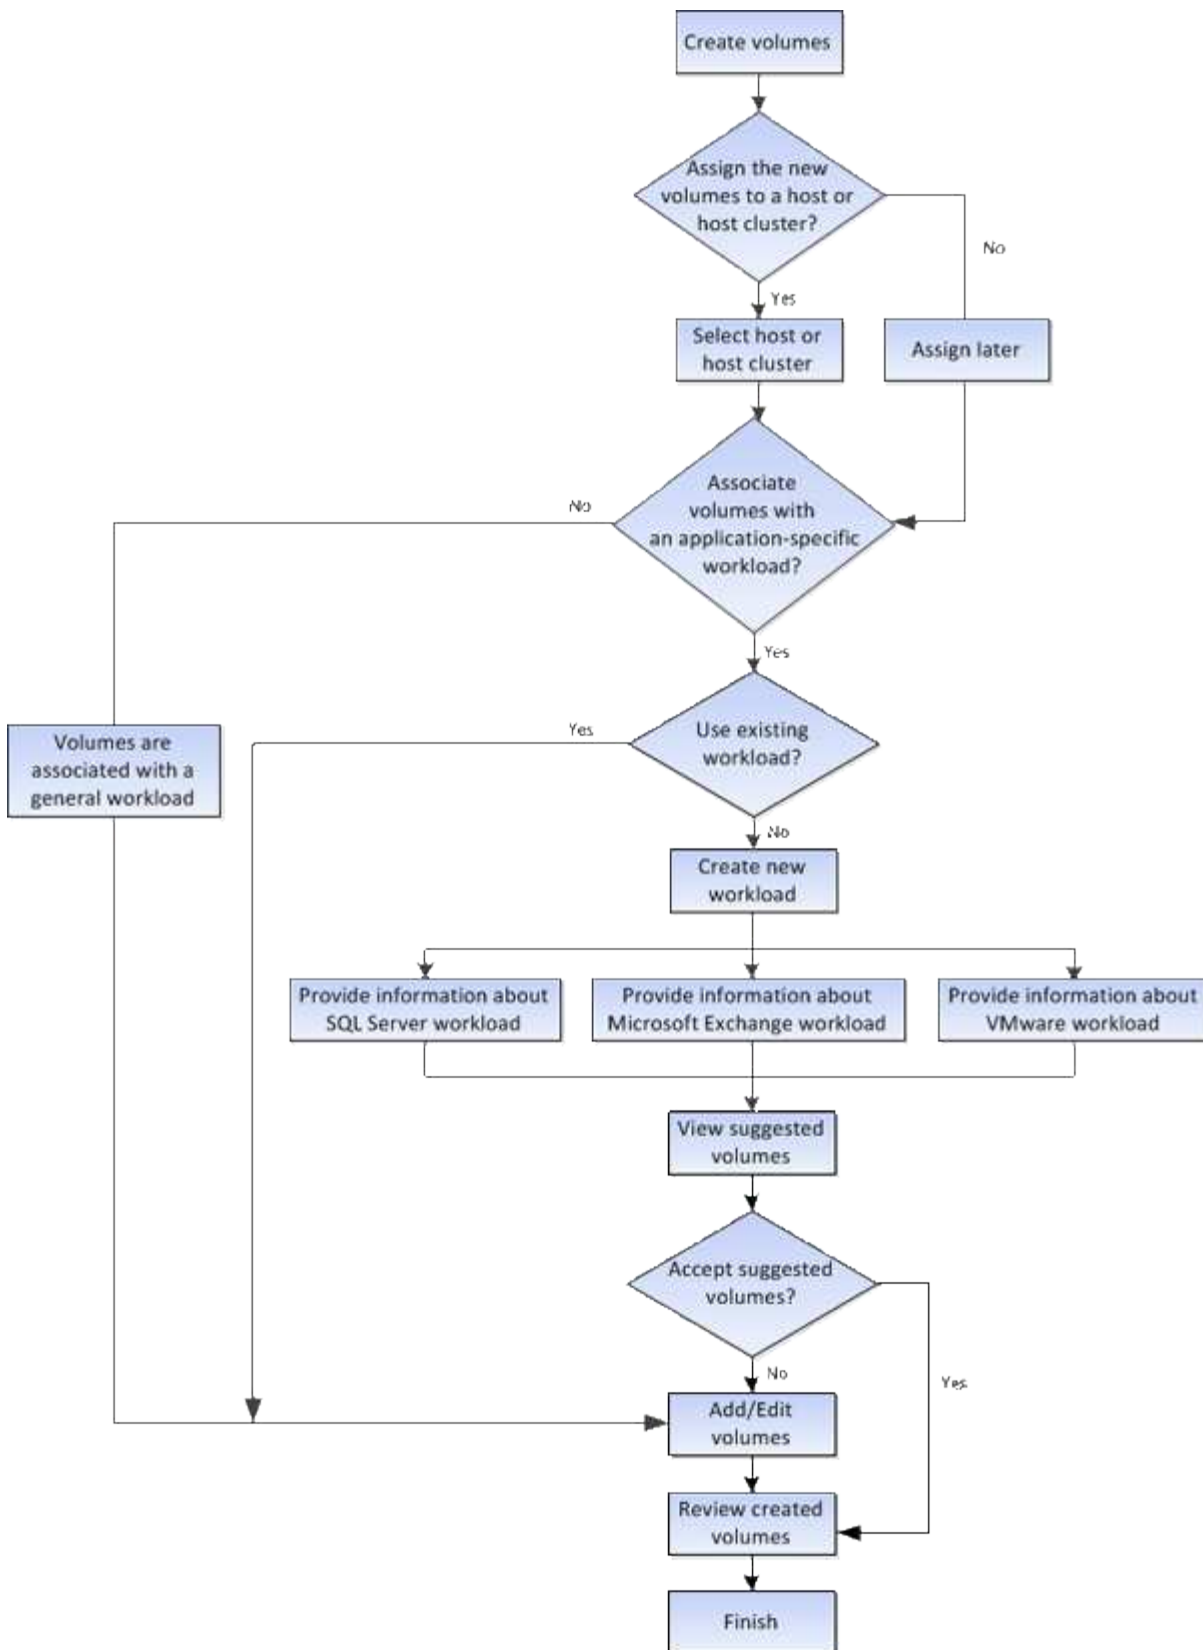 Create volumes
Assign the new
volumes to a host or
host cluster?
No
Yes
Select host or
host cluster
Assign later
Associate
volumes with
an application-specific
workload?
No
Yes
Use existing
workload?
Yes
No
Volumes are
associated with a
general workload
Create new
workload
Provide information about
SQL Server workload
Provide information about
Microsoft Exchange workload
Provide information about
VMware workload
View suggested
volumes
Accept suggested
volumes?
No
Yes
Add/Edit
volumes
Review created
volumes
Finish